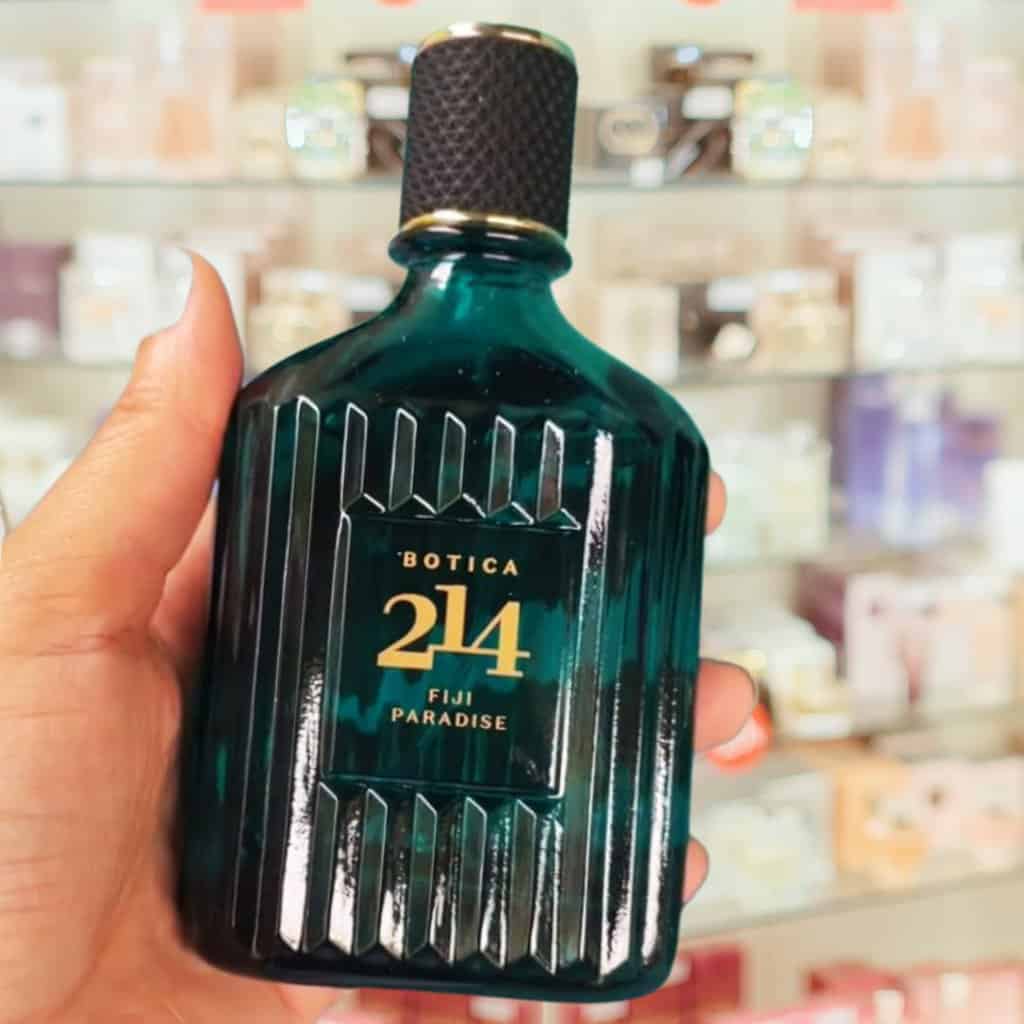 BOTICA
214
FIJI
PARADISE